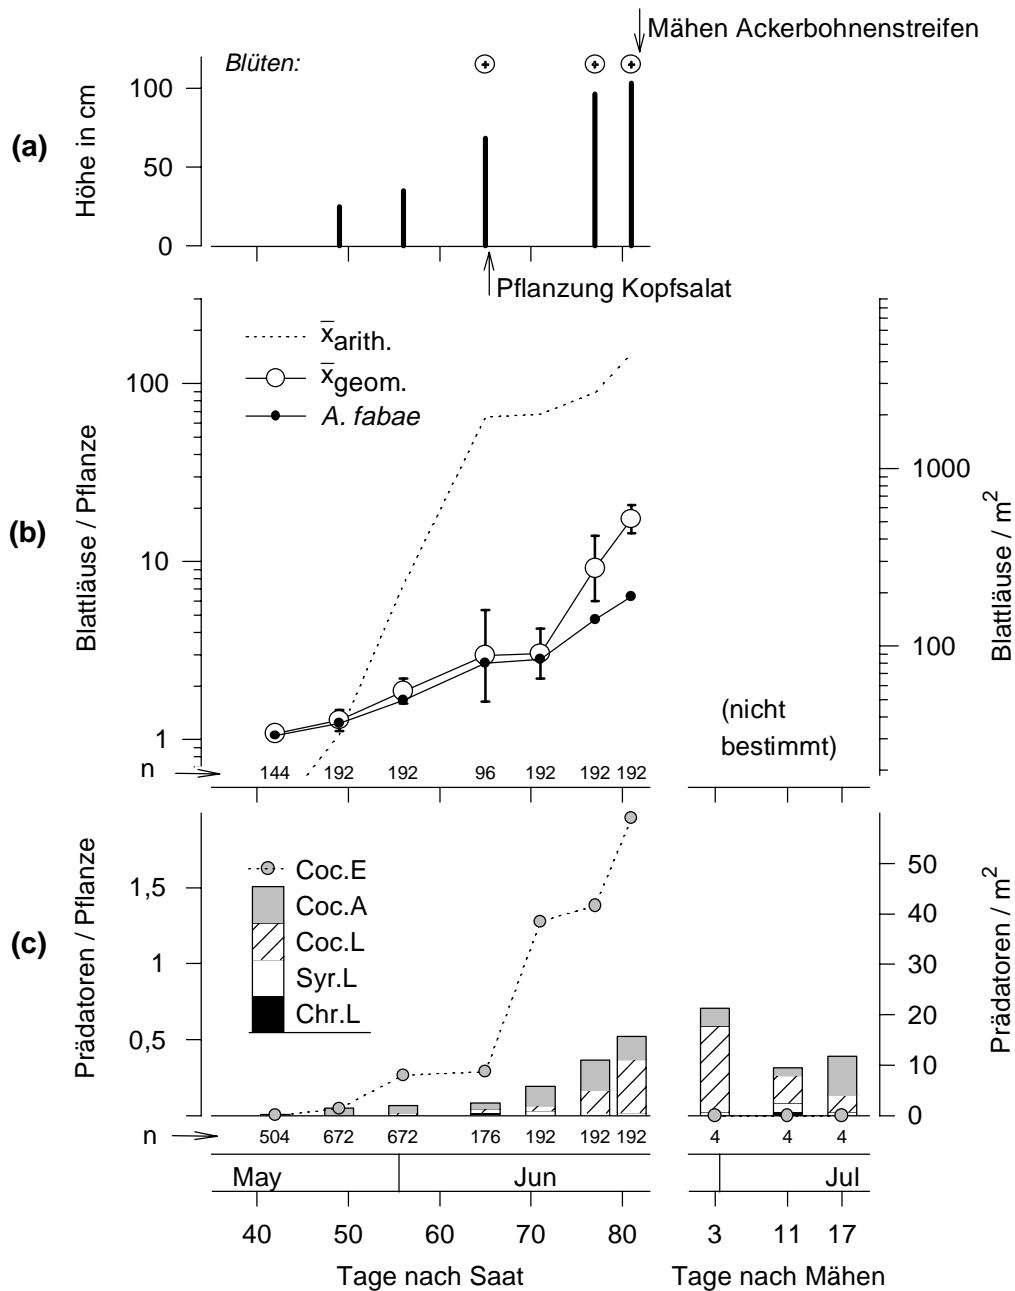 Mähen Ackerbohnenstreifen
Blüten:
(a)
Höhe in cm
100
50
0
Pflanzung Kopfsalat
(b)
Blattläuse / Pflanze
100
10
1
x̅arith.
x̅geom.
A. fabae
1000
100
Blattläuse / m²
(nicht
bestimmt)
n 144 192 192 96 192 192 192
(c)
Prädatoren / Pflanze
1,5
1
0,5
Coc.E
Coc.A
Coc.L
Syr.L
Chr.L
50
40
30
20
10
0
Prädatoren / m²
n 504 672 672 176 192 192 192 4 4 4
May Jun Jul
40 50 60 70 80 3 11 17
Tage nach Saat Tage nach Mähen